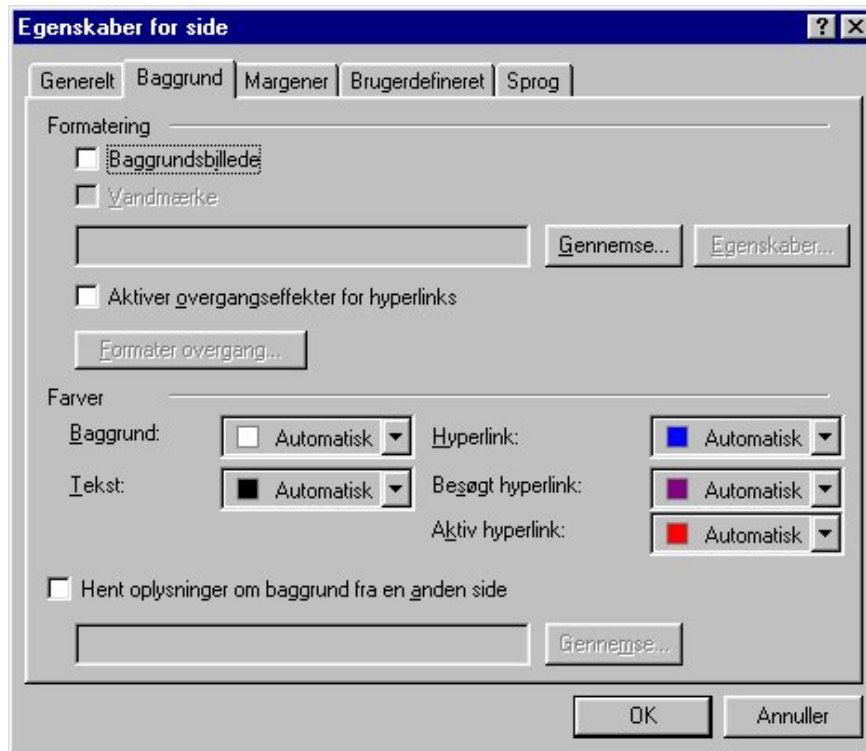 Egenskaber for side
Generelt Baggrund Margener Brugerdefineret Sprog
Formatering
Baggrundsbillede
Vandmærke
Gennemse... Egenskaber...
Aktiver overgangseffekter for hyperlinks
Formater overgang...
Farver
Baggrund: Automatisk Hyperlink: Automatisk
Tekst: Automatisk Besøgt hyperlink: Automatisk
Aktiv hyperlink: Automatisk
Hent oplysninger om baggrund fra en anden side
Gennemse...
OK Annuller